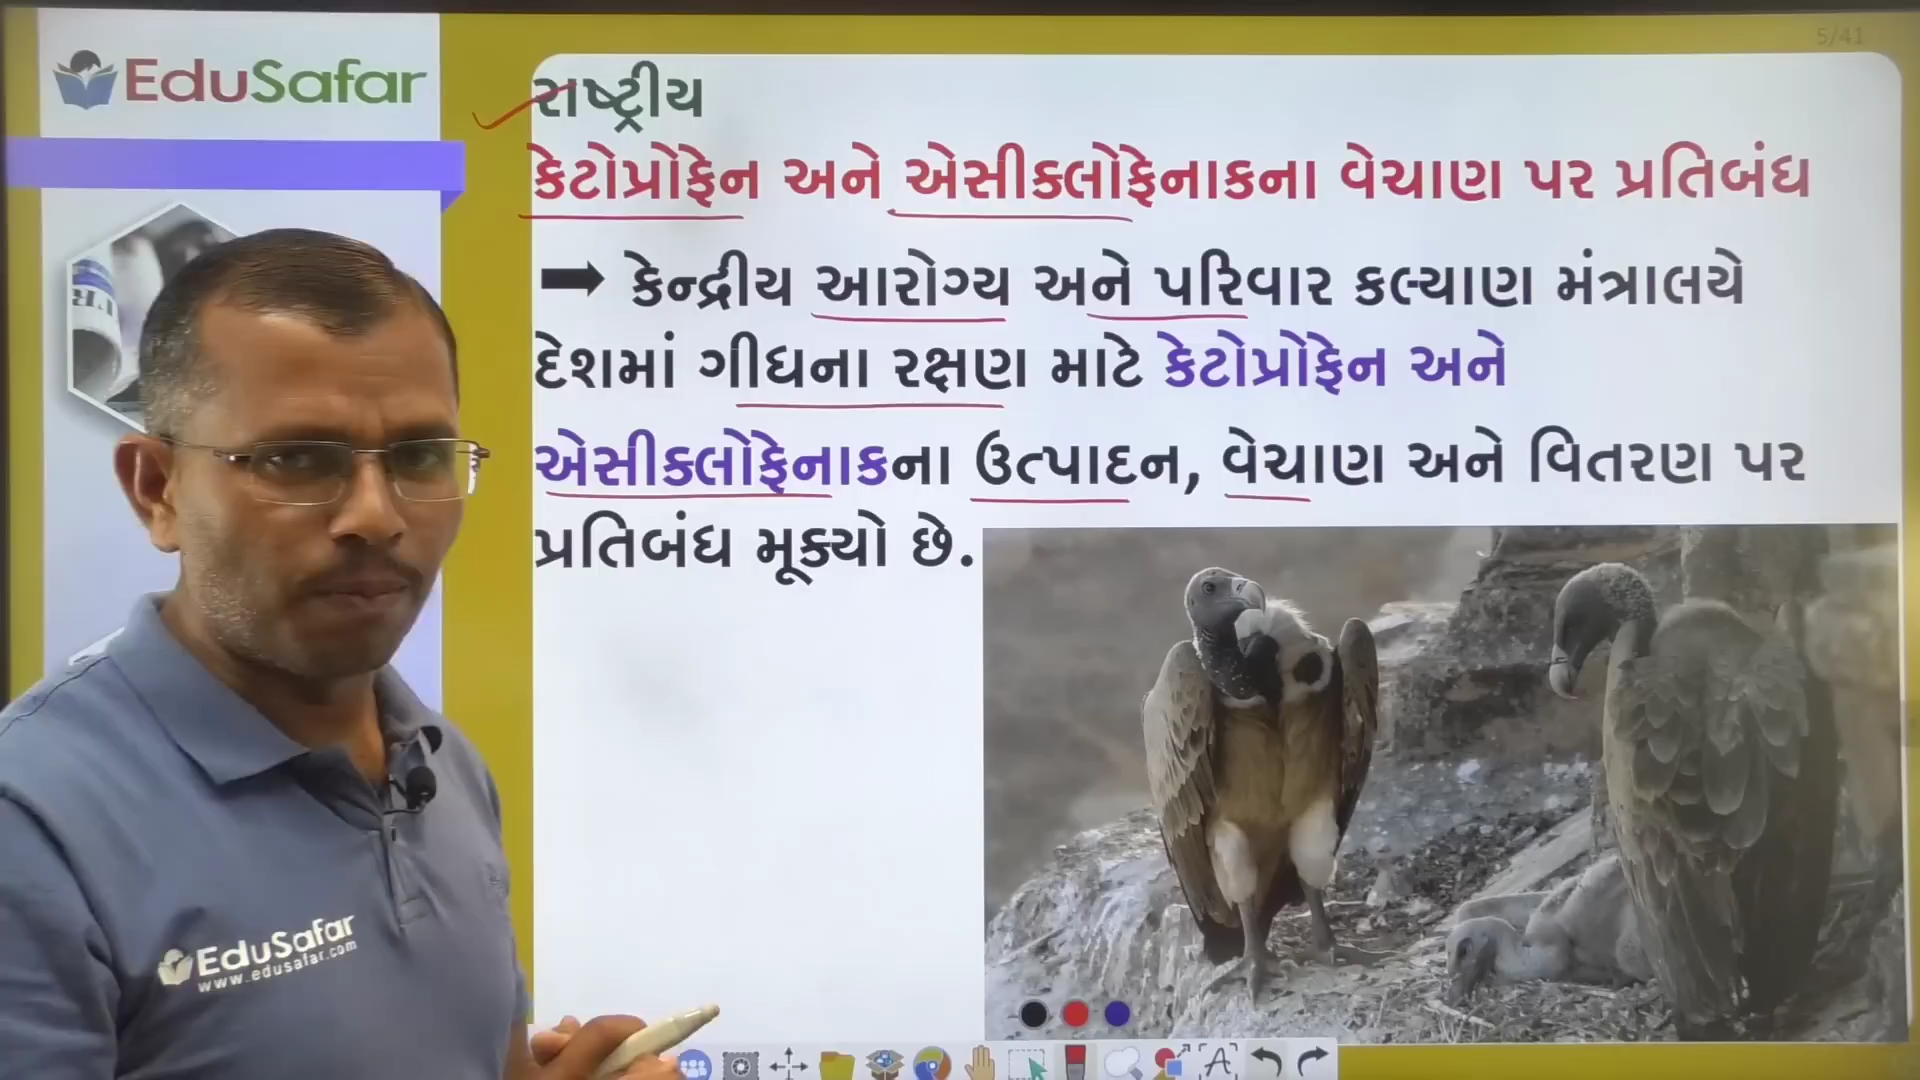 5/41
EduSafar
રાષ્ટ્રીય
કેટોપ્રોફેન અને એસીક્લોફેનાકના વેચાણ પર પ્રતિબંધ
કેન્દ્રીય આરોગ્ય અને પરિવાર કલ્યાણ મંત્રાલયે
દેશમાં ગીધના રક્ષણ માટે કેટોપ્રોફેન અને
એસીક્લોફેનાકના ઉત્પાદન, વેચાણ અને વિતરણ પર
પ્રતિબંધ મૂક્યો છે.
EduSafar
www.edusafar.com